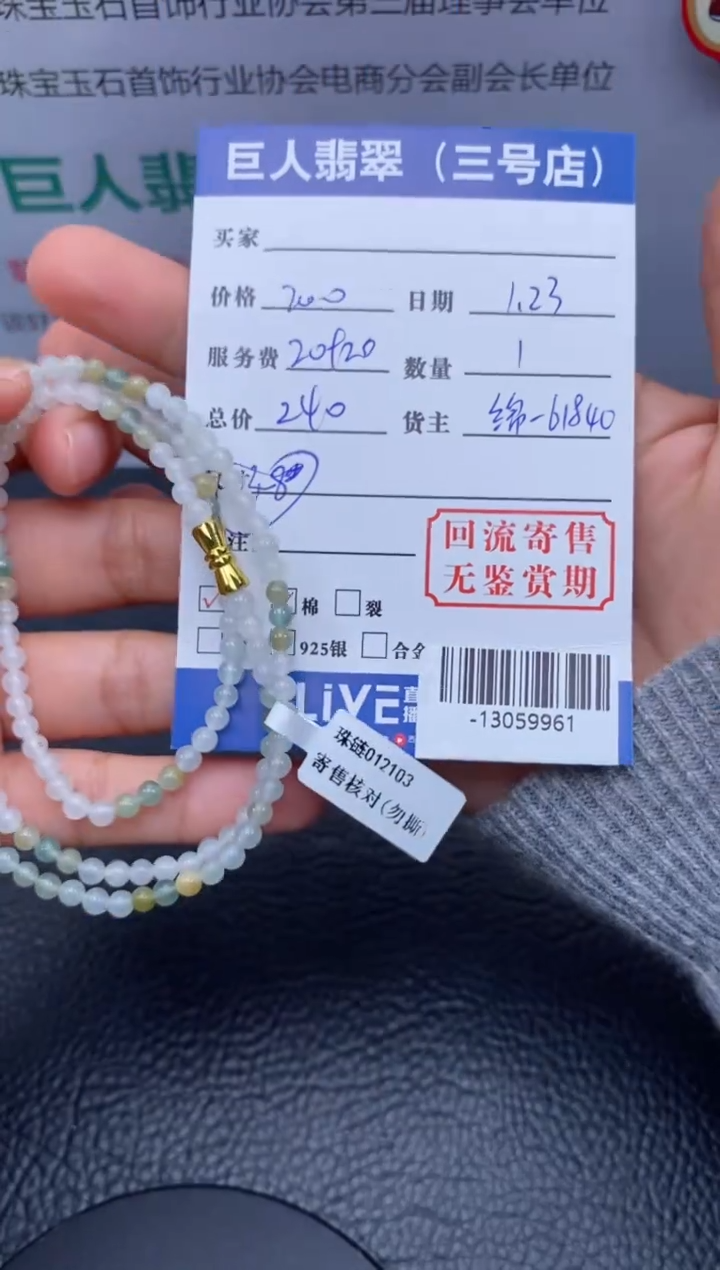 珠宝玉石首饰行业协会第三届理事会单位
珠宝玉石首饰行业协会电商分会副会长单位
巨人翡
巨人翡翠（三号店）
买家
价格 200 日期 1.23
服务费 20+20 数量 1
总价 240 货主 绵-61840
注
回流寄售
无鉴赏期
棉 裂
925银 合金
LiVE 直播
-13059961
珠链012103
寄售核对(勿撕)